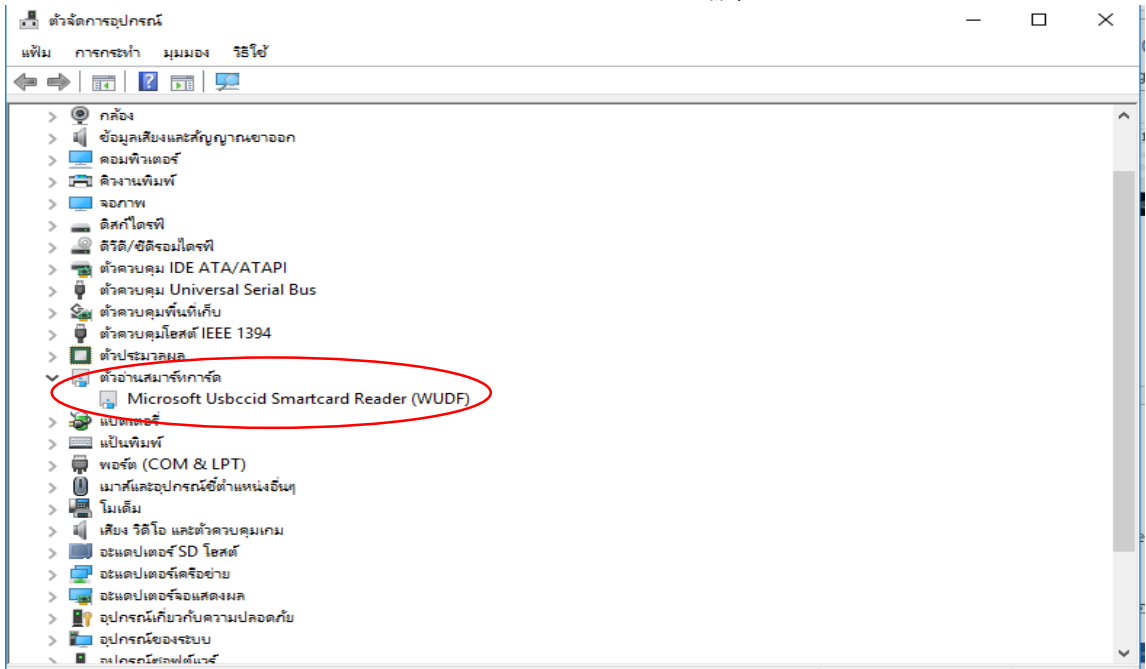 ตัวจัดการอุปกรณ์
แฟ้ม การกระทำ มุมมอง วิธีใช้
กล้อง
ข้อมูลเสียงและสัญญาณขาออก
คอมพิวเตอร์
คิวงานพิมพ์
จอภาพ
ดิสก์ไดรฟ์
ดีวีดี/ซีดีรอมไดรฟ์
ตัวควบคุม IDE ATA/ATAPI
ตัวควบคุม Universal Serial Bus
ตัวควบคุมพื้นที่เก็บ
ตัวควบคุมโฮสต์ IEEE 1394
ตัวประมวลผล
ตัวอ่านสมาร์ทการ์ด
Microsoft Usbccid Smartcard Reader (WUDF)
แบตเตอรี่
แป้นพิมพ์
พอร์ต (COM & LPT)
เมาส์และอุปกรณ์ชี้ตำแหน่งอื่นๆ
โมเด็ม
เสียง วิดีโอ และตัวควบคุมเกม
อะแดปเตอร์ SD โฮสต์
อะแดปเตอร์เครือข่าย
อะแดปเตอร์จอแสดงผล
อุปกรณ์เกี่ยวกับความปลอดภัย
อุปกรณ์ของระบบ
อุปกรณ์ซอฟต์แวร์